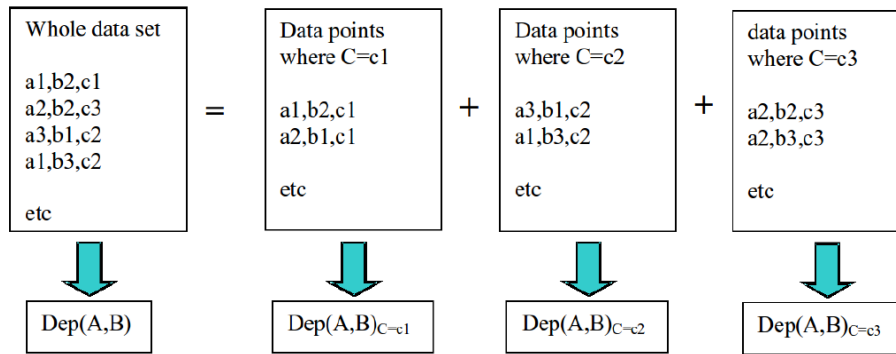 Whole data set
a1,b2,c1
a2,b2,c3
a3,b1,c2
a1,b3,c2
etc
=
Data points
where C=c1
a1,b2,c1
a2,b1,c1
etc
+
Data points
where C=c2
a3,b1,c2
a1,b3,c2
etc
+
data points
where C=c3
a2,b2,c3
a2,b3,c3
etc
Dep(A,B)
Dep(A,B)C=c1
Dep(A,B)C=c2
Dep(A,B)C=c3